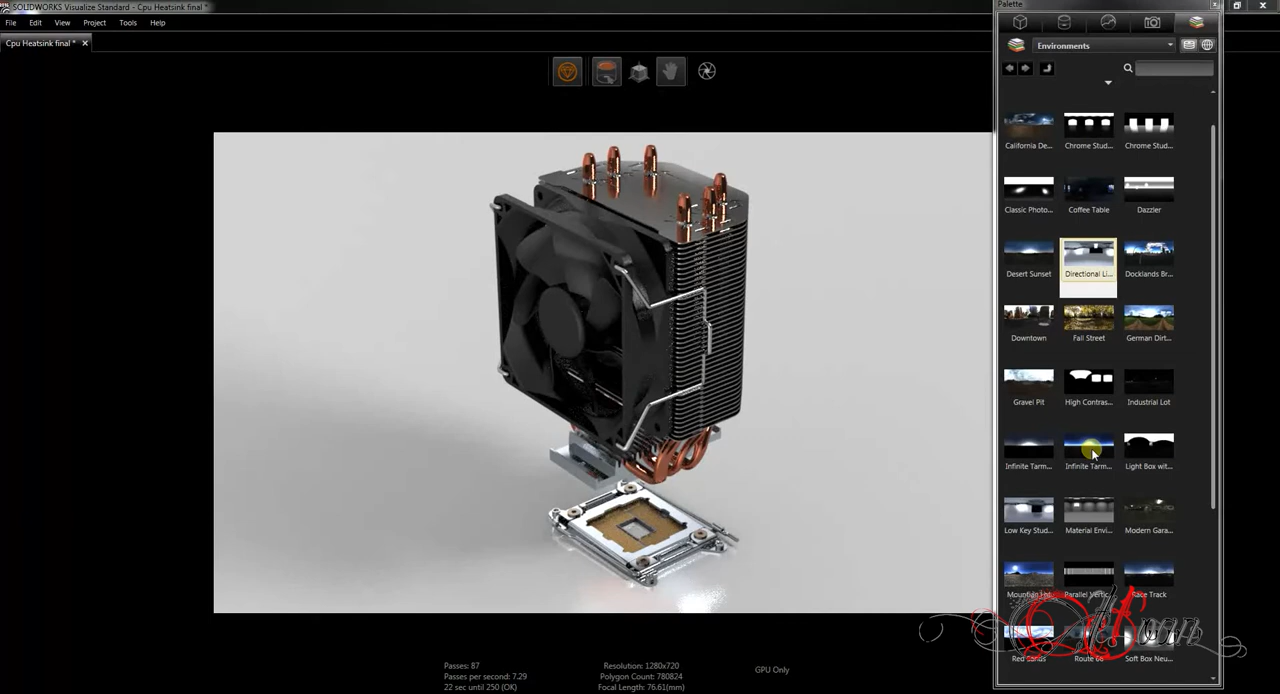 SOLIDWORKS Visualize Standard - Cpu Heatsink final *
Palette
File Edit View Project Tools Help
Cpu Heatsink final *
Environments
California De... Chrome Stud... Chrome Stud...
Classic Photo... Coffee Table Dazzler
Desert Sunset Directional Li... Docklands Br...
Downtown Fall Street German Dirt...
Gravel Pit High Contras... Industrial Lot
Infinite Tarm... Infinite Tarm... Light Box wit...
Low Key Stud... Material Envi... Modern Gara...
Parallel Vertic... Race Track
Red Sands Route 66 Soft Box Neu...
Passes: 87
Passes per second: 7.29
22 sec until 250 (OK)
Resolution: 1280x720
Polygon Count: 780824
Focal Length: 76.61(mm)
GPU Only